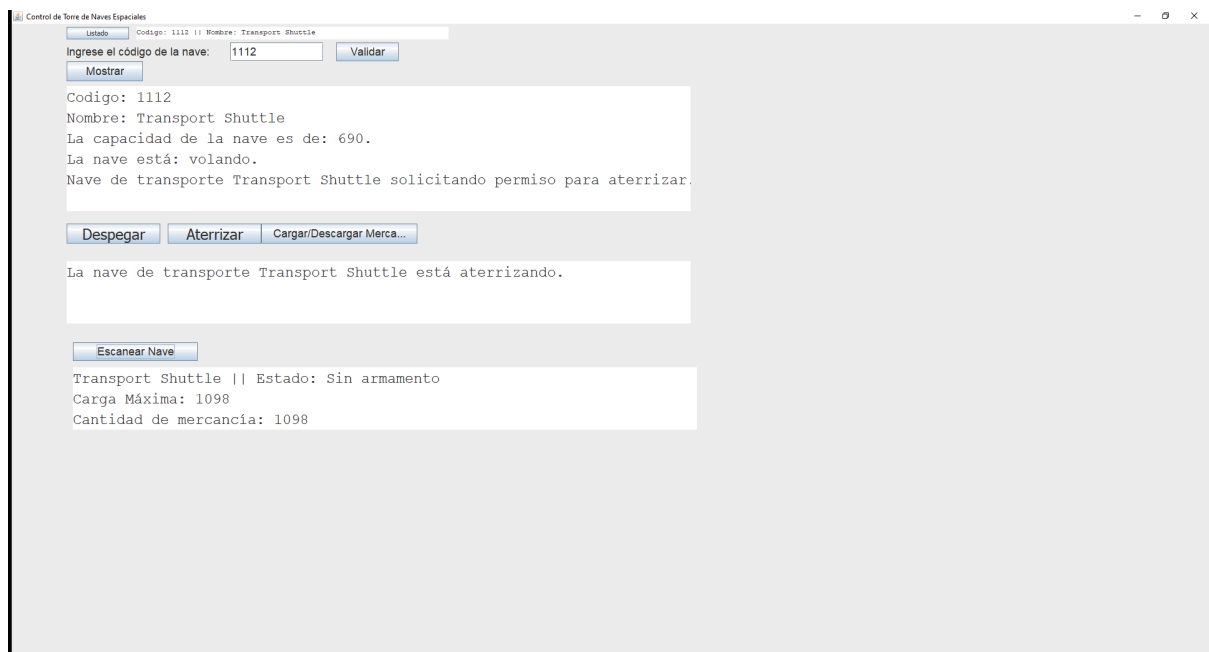 Control de Torre de Naves Espaciales
Listado Codigo: 1112 || Nombre: Transport Shuttle
Ingrese el código de la nave: 1112 Validar
Mostrar
Codigo: 1112
Nombre: Transport Shuttle
La capacidad de la nave es de: 690.
La nave está: volando.
Nave de transporte Transport Shuttle solicitando permiso para aterrizar.
Despegar Aterrizar Cargar/Descargar Merca...
La nave de transporte Transport Shuttle está aterrizando.
Escanear Nave
Transport Shuttle || Estado: Sin armamento
Carga Máxima: 1098
Cantidad de mercancía: 1098